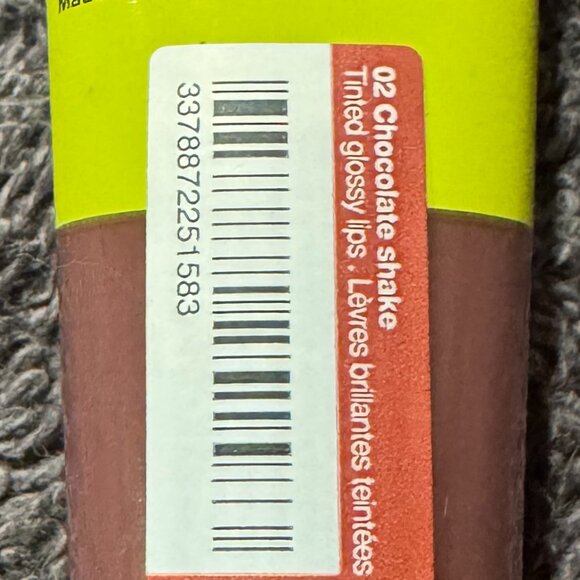 02 Chocolate shake
Tinted glossy lips . Lèvres brillantes teintées
3378872251583